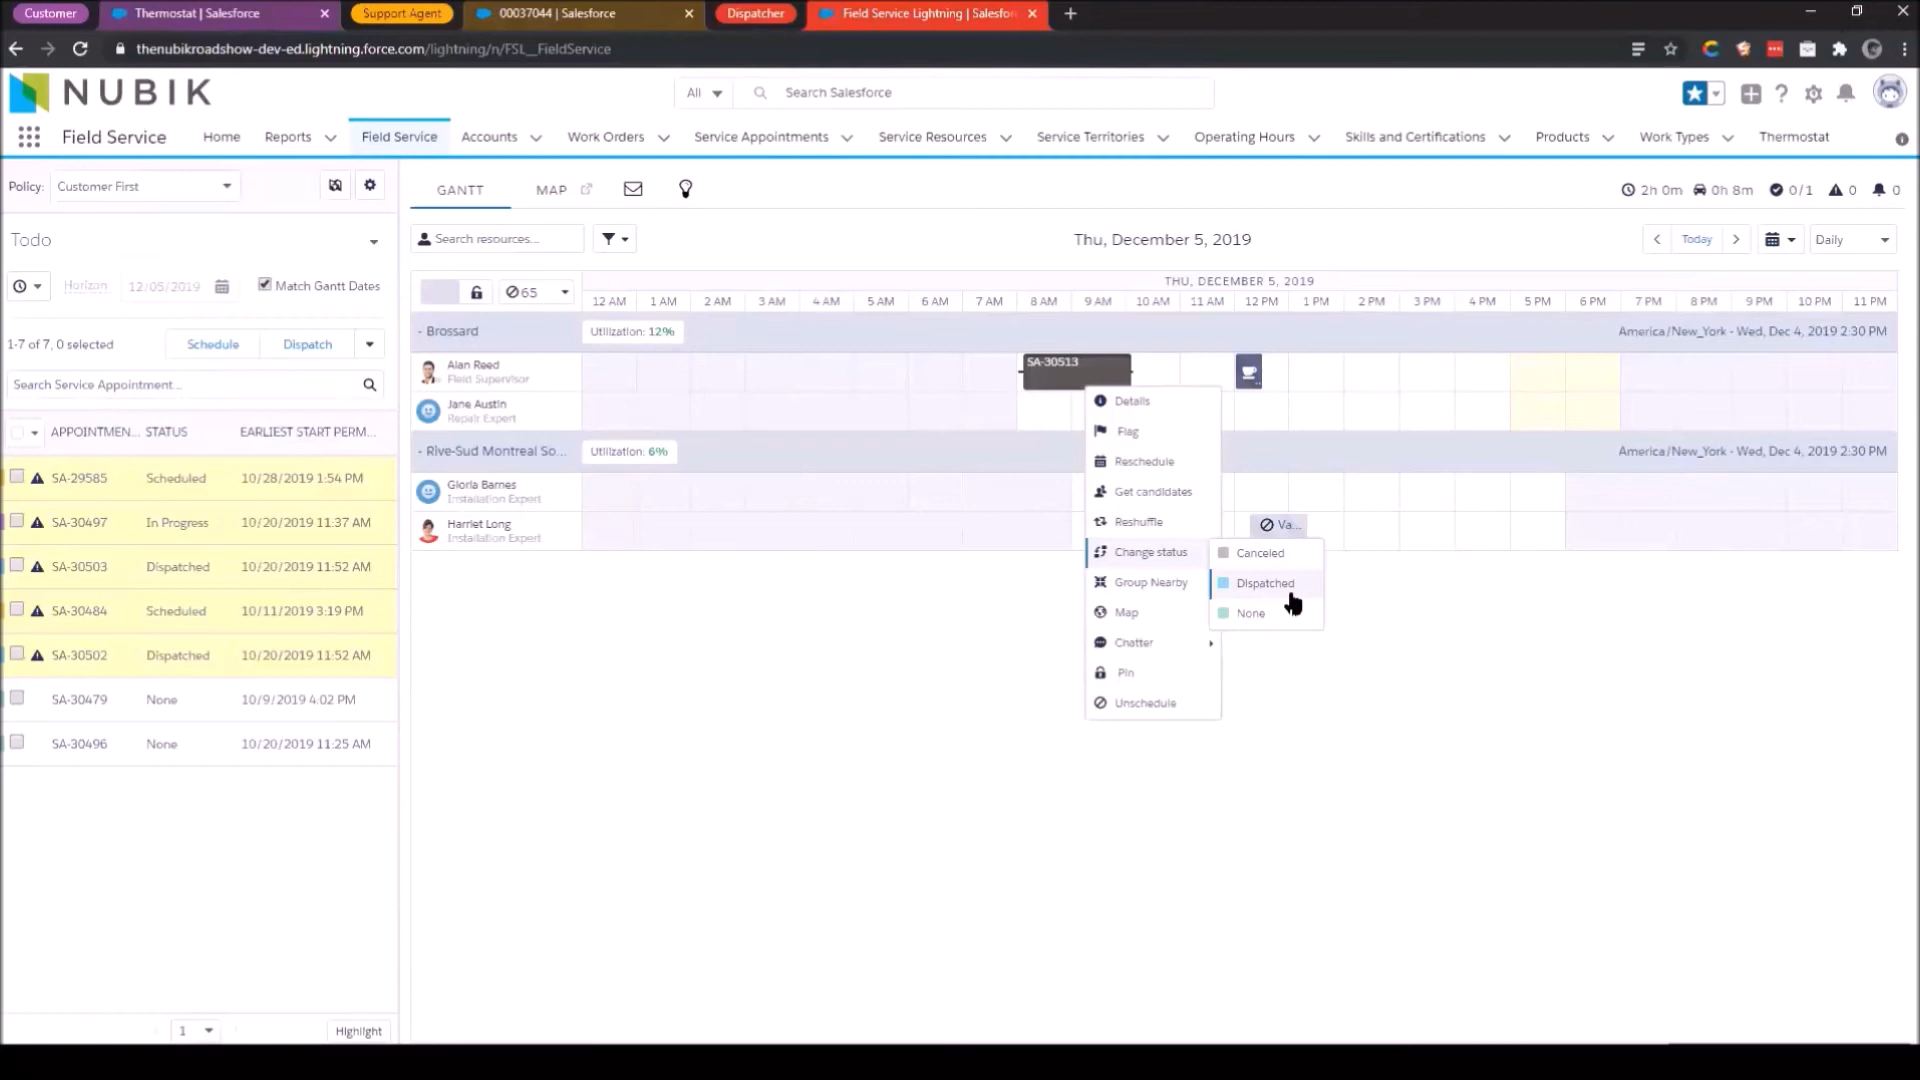 Customer Thermostat | Salesforce Support Agent 00037044 | Salesforce Dispatcher Field Service Lightning | Salesfor
thenubikroadshow-dev-ed.lightning.force.com/lightning/n/FSL__FieldService
NUBIK All Search Salesforce
Field Service Home Reports Field Service Accounts Work Orders Service Appointments Service Resources Service Territories Operating Hours Skills and Certifications Products Work Types Thermostat
Policy: Customer First GANTT MAP 2h 0m 0h 8m 0/1 0 0
Todo Search resources... Thu, December 5, 2019 Today Daily
Horizon 12/05/2019 Match Gantt Dates 65 THU, DECEMBER 5, 2019
12 AM 1 AM 2 AM 3 AM 4 AM 5 AM 6 AM 7 AM 8 AM 9 AM 10 AM 11 AM 12 PM 1 PM 2 PM 3 PM 4 PM 5 PM 6 PM 7 PM 8 PM 9 PM 10 PM 11 PM
1-7 of 7, 0 selected Schedule Dispatch
Search Service Appointment...
APPOINTMEN... STATUS EARLIEST START PERM...
SA-29585 Scheduled 10/28/2019 1:54 PM
SA-30497 In Progress 10/20/2019 11:37 AM
SA-30503 Dispatched 10/20/2019 11:52 AM
SA-30484 Scheduled 10/11/2019 3:19 PM
SA-30502 Dispatched 10/20/2019 11:52 AM
SA-30479 None 10/9/2019 4:02 PM
SA-30496 None 10/20/2019 11:25 AM
1 Highlight
- Brossard Utilization: 12% America/New_York - Wed, Dec 4, 2019 2:30 PM
Alan Reed SA-30513
Field Supervisor
Jane Austin
Repair Expert
- Rive-Sud Montreal So... Utilization: 6% America/New_York - Wed, Dec 4, 2019 2:30 PM
Gloria Barnes
Installation Expert
Harriet Long Va...
Installation Expert
Details
Flag
Reschedule
Get candidates
Reshuffle
Change status
Group Nearby
Map
Chatter
Pin
Unschedule
Canceled
Dispatched
None